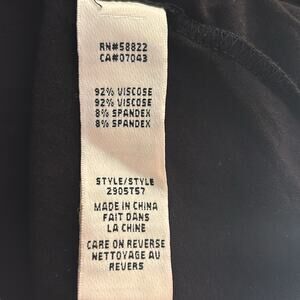 RN#58822
CA#07043
92% VISCOSE
92% VISCOSE
8% SPANDEX
8% SPANDEX
STYLE/STYLE
2905T57
MADE IN CHINA
FAIT DANS
LA CHINE
CARE ON REVERSE
NETTOYAGE AU
REVERS